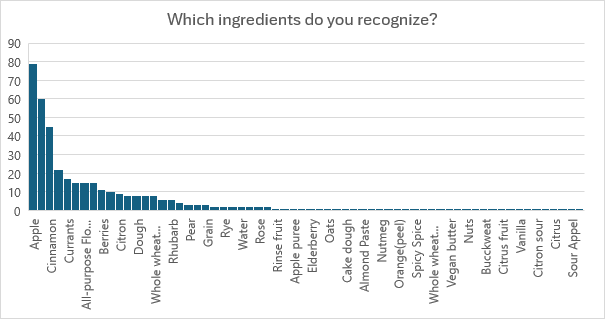 Which ingredients do you recognize?
90
80
70
60
50
40
30
20
10
0
Apple
Cinnamon
Currants
All-purpose Flo...
Berries
Citron
Dough
Whole wheat...
Rhubarb
Pear
Grain
Rye
Water
Rose
Rinse fruit
Apple puree
Elderberry
Oats
Cake dough
Almond Paste
Nutmeg
Orange(peel)
Spicy Spice
Whole wheat...
Vegan butter
Nuts
Bucckweat
Citrus fruit
Vanilla
Citron sour
Citrus
Sour Appel